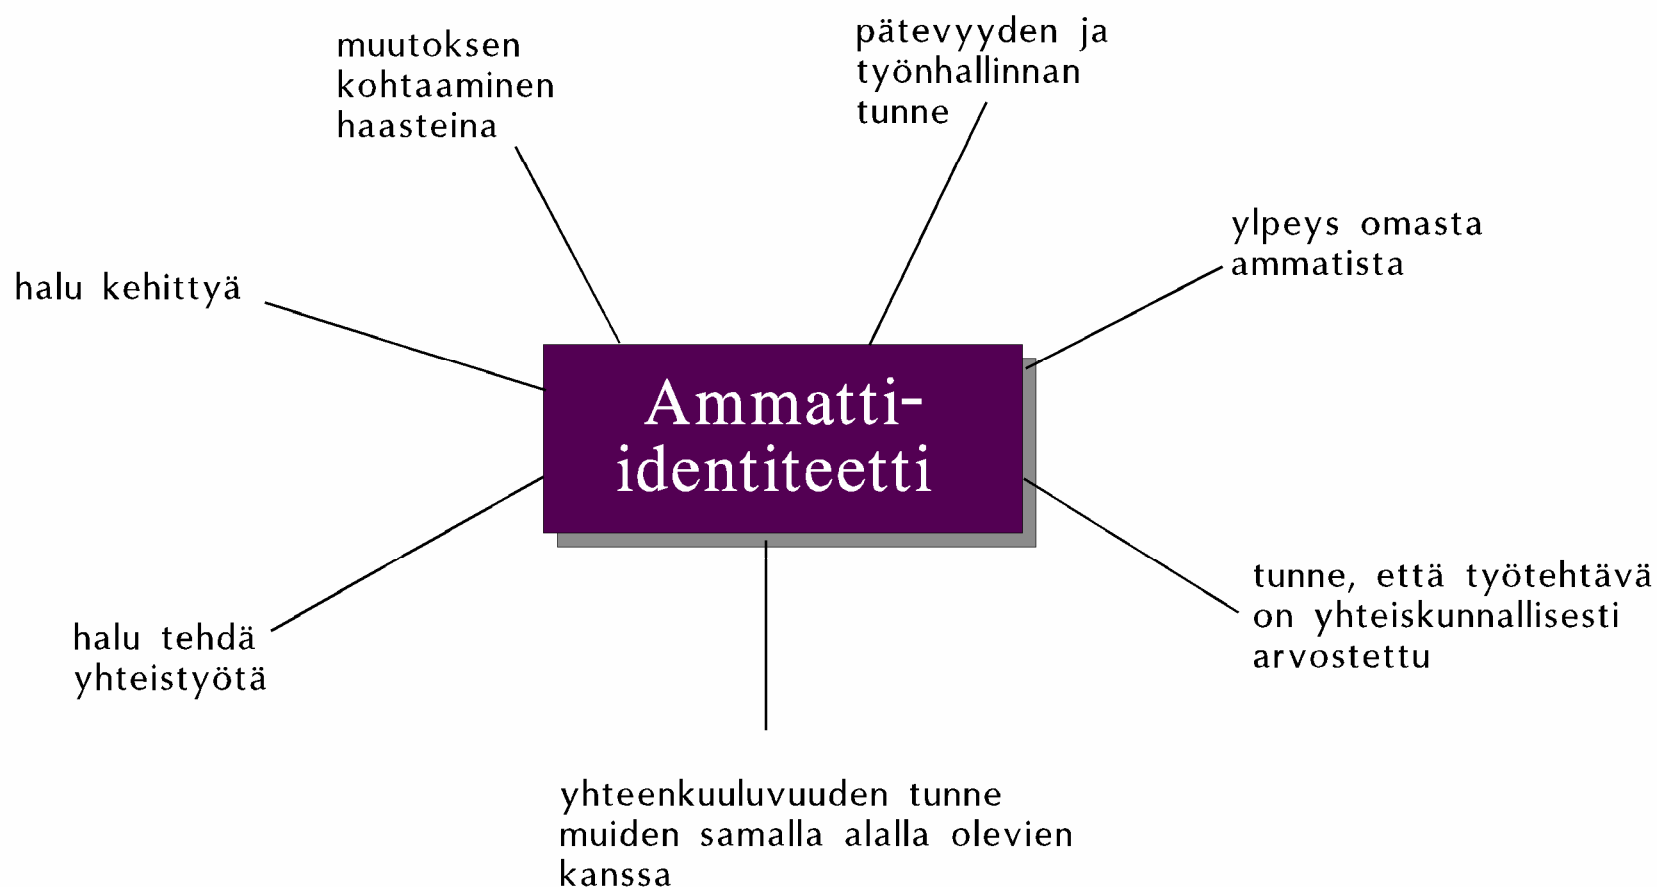 muutoksen
kohtaaminen
haasteina
pätevyyden ja
työnhallinnan
tunne
ylpeys omasta
ammatista
halu kehittyä
Ammatti-
identiteetti
tunne, että työtehtävä
on yhteiskunnallisesti
arvostettu
halu tehdä
yhteistyötä
yhteenkuuluvuuden tunne
muiden samalla alalla olevien
kanssa